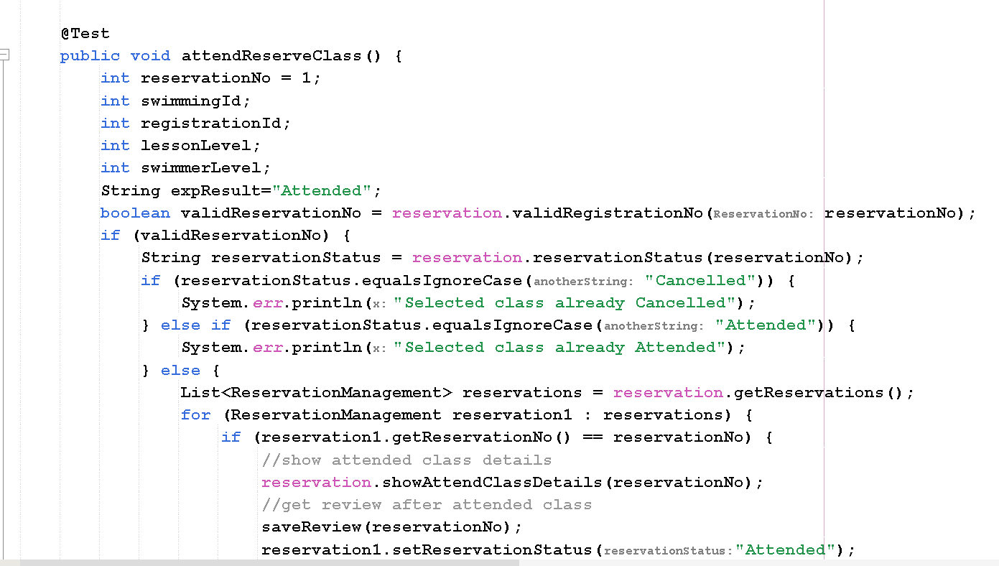 @Test
public void attendReserveClass() {
int reservationNo = 1;
int swimmingId;
int registrationId;
int lessonLevel;
int swimmerLevel;
String expResult="Attended";
boolean validReservationNo = reservation.validRegistrationNo(ReservationNo: reservationNo);
if (validReservationNo) {
String reservationStatus = reservation.reservationStatus(reservationNo);
if (reservationStatus.equalsIgnoreCase(anotherString: "Cancelled")) {
System.err.println(x: "Selected class already Cancelled");
} else if (reservationStatus.equalsIgnoreCase(anotherString: "Attended")) {
System.err.println(x: "Selected class already Attended");
} else {
List<ReservationManagement> reservations = reservation.getReservations();
for (ReservationManagement reservation1 : reservations) {
if (reservation1.getReservationNo() == reservationNo) {
//show attended class details
reservation.showAttendClassDetails(reservationNo);
//get review after attended class
saveReview(reservationNo);
reservation1.setReservationStatus(reservationStatus: "Attended");